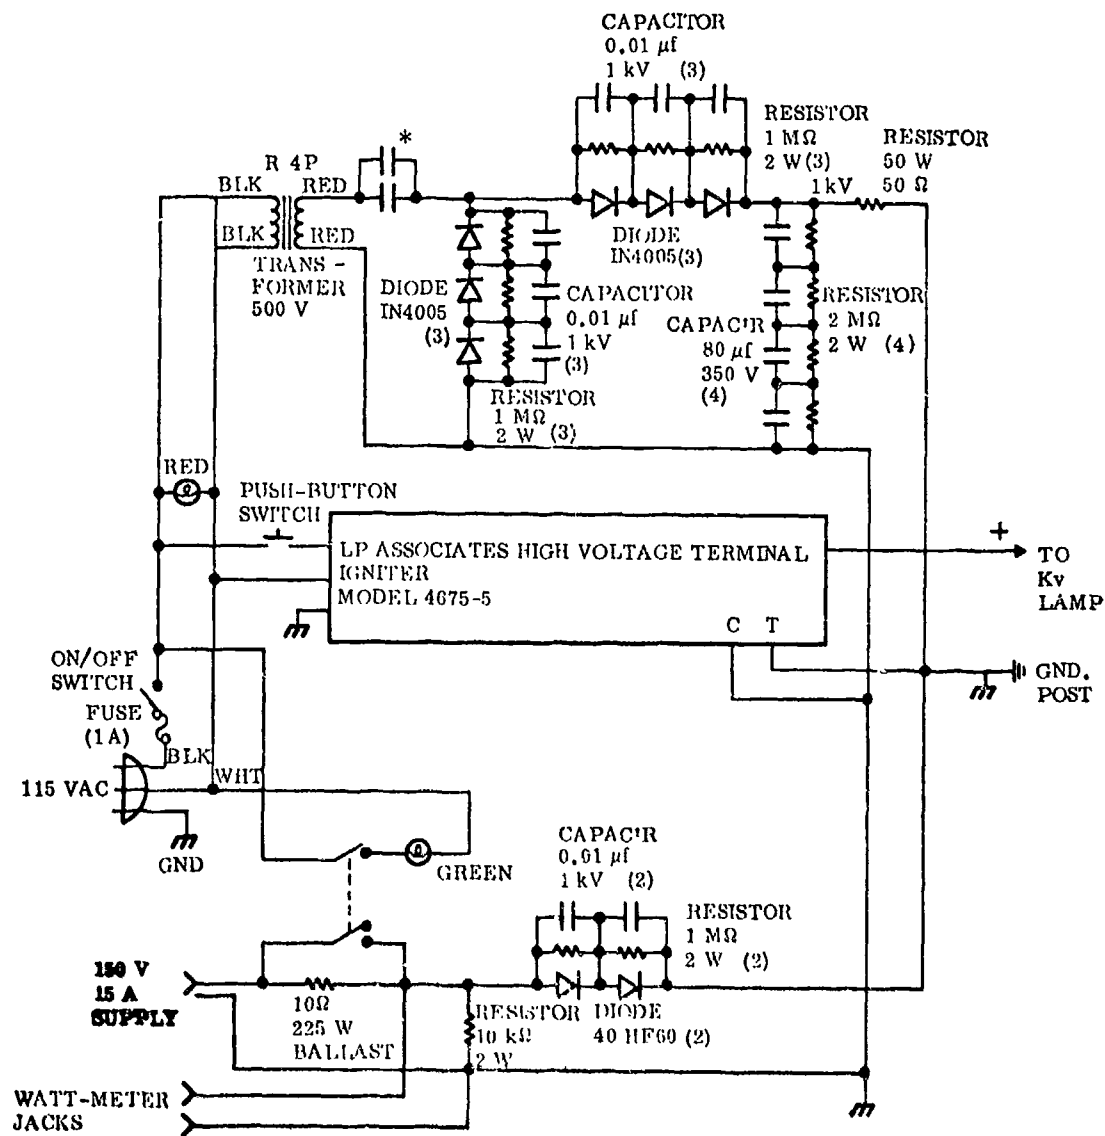 CAPACITOR
0.01 µf
1 kV (3)
RESISTOR
1 MΩ
2 W (3)
RESISTOR
50 W
50 Ω
1kV
*
R 4P
BLK
RED
BLK
RED
TRANS-
FORMER
500 V
DIODE
IN4005
(3)
CAPACITOR
0.01 µf
1 kV
(3)
RESISTOR
1 MΩ
2 W (3)
DIODE
IN4005(3)
CAPAC'R
80 µf
350 V
(4)
RESISTOR
2 MΩ
2 W (4)
RED
PUSH-BUTTON
SWITCH
LP ASSOCIATES HIGH VOLTAGE TERMINAL
IGNITER
MODEL 4675-5
C T
+
TO
Kv
LAMP
GND.
POST
ON/OFF
SWITCH
FUSE
(1A)
BLK
WHT
115 VAC
GND
GREEN
CAPAC'R
0.01 µf
1 kV (2)
RESISTOR
1 MΩ
2 W (2)
150 V
15 A
SUPPLY
10Ω
225 W
BALLAST
RESISTOR
10 kΩ
2 W
DIODE
40 HF60 (2)
WATT-METER
JACKS